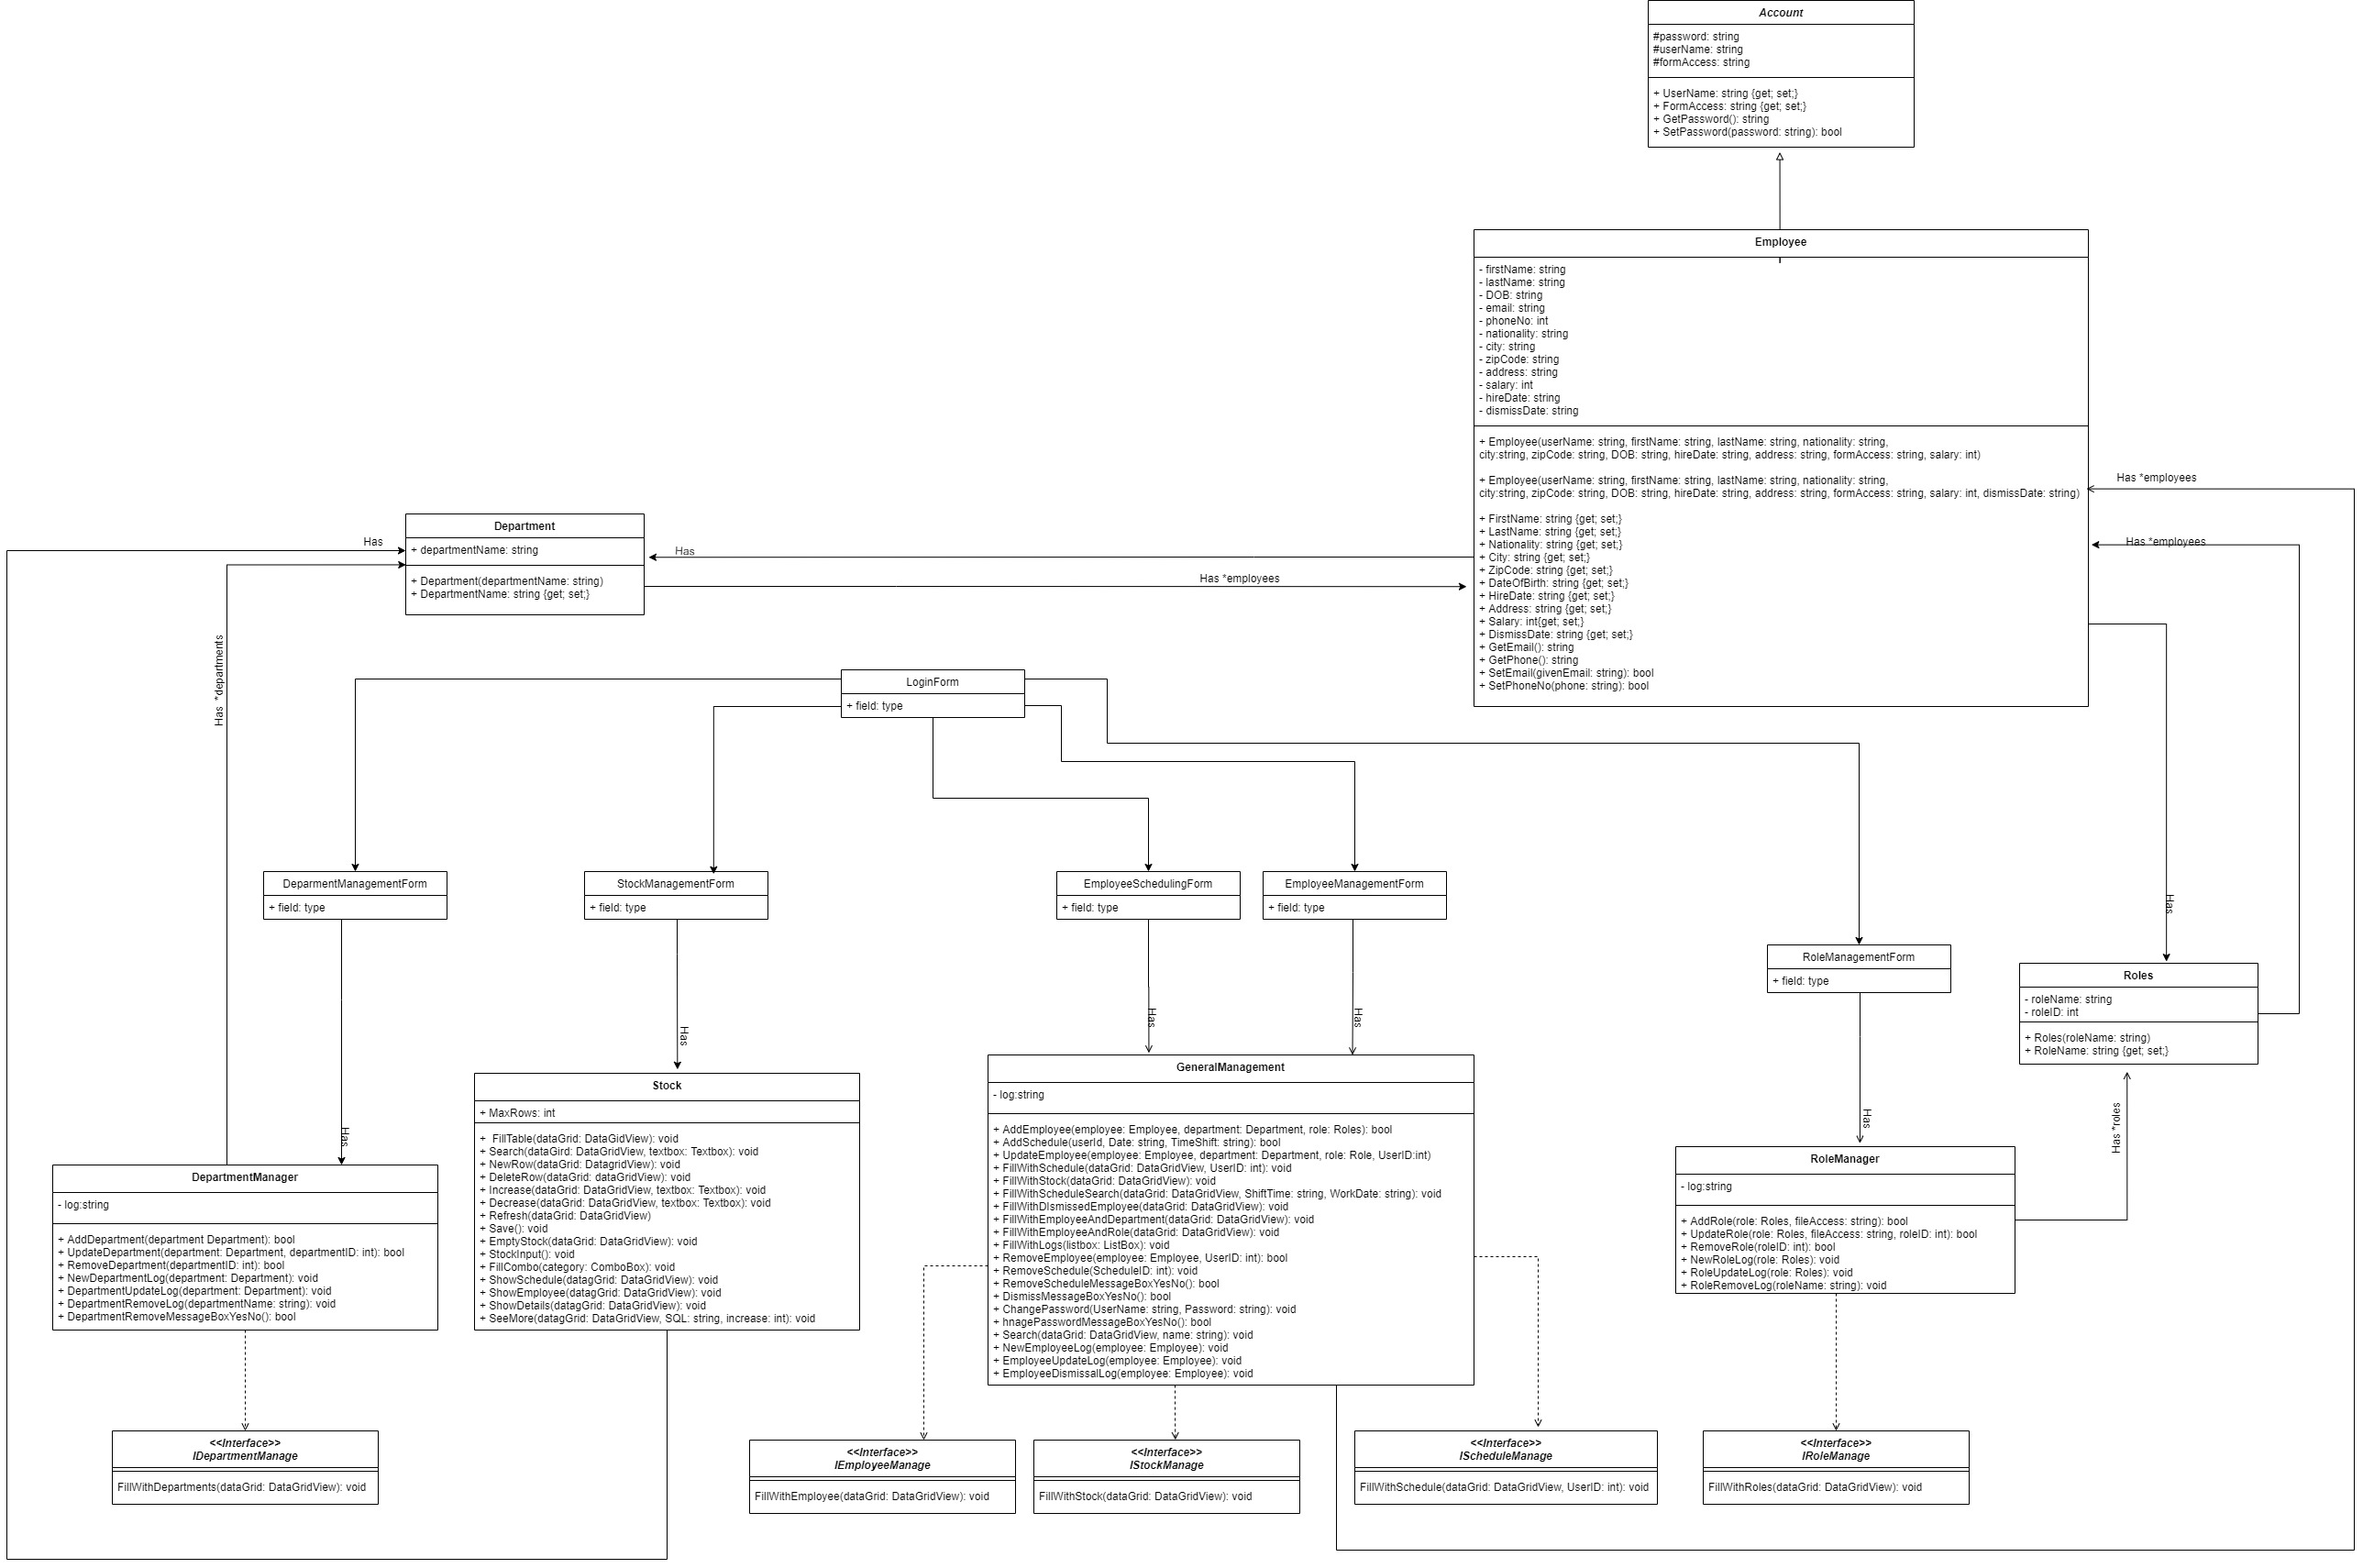 Account
#password: string
#userName: string
#formAccess: string
+ UserName: string {get; set;}
+ FormAccess: string {get; set;}
+ GetPassword(): string
+ SetPassword(password: string): bool
Employee
- firstName: string
- lastName: string
- DOB: string
- email: string
- phoneNo: int
- nationality: string
- city: string
- zipCode: string
- address: string
- salary: int
- hireDate: string
- dismissDate: string
+ Employee(userName: string, firstName: string, lastName: string, nationality: string,
city:string, zipCode: string, DOB: string, hireDate: string, address: string, formAccess: string, salary: int)
+ Employee(userName: string, firstName: string, lastName: string, nationality: string,
city:string, zipCode: string, DOB: string, hireDate: string, address: string, formAccess: string, salary: int, dismissDate: string)
+ FirstName: string {get; set;}
+ LastName: string {get; set;}
+ Nationality: string {get; set;}
+ City: string {get; set;}
+ ZipCode: string {get; set;}
+ DateOfBirth: string {get; set;}
+ HireDate: string {get; set;}
+ Address: string {get; set;}
+ Salary: int{get; set;}
+ DismissDate: string {get; set;}
+ GetEmail(): string
+ GetPhone(): string
+ SetEmail(givenEmail: string): bool
+ SetPhoneNo(phone: string): bool
Has *employees
Has *employees
Has
Department
+ departmentName: string
+ Department(departmentName: string)
+ DepartmentName: string {get; set;}
Has
Has *employees
Has *departments
LoginForm
+ field: type
DeparmentManagementForm
+ field: type
StockManagementForm
+ field: type
EmployeeSchedulingForm
+ field: type
EmployeeManagementForm
+ field: type
RoleManagementForm
+ field: type
Has
Roles
- roleName: string
- roleID: int
+ Roles(roleName: string)
+ RoleName: string {get; set;}
Has
Has
Has
Has
Has
Has *roles
DepartmentManager
- log:string
+ AddDepartment(department Department): bool
+ UpdateDepartment(department: Department, departmentID: int): bool
+ RemoveDepartment(departmentID: int): bool
+ NewDepartmentLog(department: Department): void
+ DepartmentUpdateLog(department: Department): void
+ DepartmentRemoveLog(departmentName: string): void
+ DepartmentRemoveMessageBoxYesNo(): bool
Stock
+ MaxRows: int
+ FillTable(dataGrid: DataGidView): void
+ Search(dataGird: DataGridView, textbox: Textbox): void
+ NewRow(dataGrid: DatagridView): void
+ DeleteRow(dataGrid: dataGridView): void
+ Increase(dataGrid: DataGridView, textbox: Textbox): void
+ Decrease(dataGrid: DataGridView, textbox: Textbox): void
+ Refresh(dataGrid: DataGridView)
+ Save(): void
+ EmptyStock(dataGrid: DataGridView): void
+ StockInput(): void
+ FillCombo(category: ComboBox): void
+ ShowSchedule(datagGrid: DataGridView): void
+ ShowEmployee(datagGrid: DataGridView): void
+ ShowDetails(datagGrid: DataGridView): void
+ SeeMore(datagGrid: DataGridView, SQL: string, increase: int): void
GeneralManagement
- log:string
+ AddEmployee(employee: Employee, department: Department, role: Roles): bool
+ AddSchedule(userId, Date: string, TimeShift: string): bool
+ UpdateEmployee(employee: Employee, department: Department, role: Role, UserID:int)
+ FillWithSchedule(dataGrid: DataGridView, UserID: int): void
+ FillWithStock(dataGrid: DataGridView): void
+ FillWithScheduleSearch(dataGrid: DataGridView, ShiftTime: string, WorkDate: string): void
+ FillWithDIsmissedEmployee(dataGrid: DataGridView): void
+ FillWithEmployeeAndDepartment(dataGrid: DataGridView): void
+ FillWithEmployeeAndRole(dataGrid: DataGridView): void
+ FillWithLogs(listbox: ListBox): void
+ RemoveEmployee(employee: Employee, UserID: int): bool
+ RemoveSchedule(ScheduleID: int): void
+ RemoveScheduleMessageBoxYesNo(): bool
+ DismissMessageBoxYesNo(): bool
+ ChangePassword(UserName: string, Password: string): void
+ hnagePasswordMessageBoxYesNo(): bool
+ Search(dataGrid: DataGridView, name: string): void
+ NewEmployeeLog(employee: Employee): void
+ EmployeeUpdateLog(employee: Employee): void
+ EmployeeDismissalLog(employee: Employee): void
RoleManager
- log:string
+ AddRole(role: Roles, fileAccess: string): bool
+ UpdateRole(role: Roles, fileAccess: string, roleID: int): bool
+ RemoveRole(roleID: int): bool
+ NewRoleLog(role: Roles): void
+ RoleUpdateLog(role: Roles): void
+ RoleRemoveLog(roleName: string): void
<<Interface>>
IDepartmentManage
FillWithDepartments(dataGrid: DataGridView): void
<<Interface>>
IEmployeeManage
FillWithEmployee(dataGrid: DataGridView): void
<<Interface>>
IStockManage
FillWithStock(dataGrid: DataGridView): void
<<Interface>>
IScheduleManage
FillWithSchedule(dataGrid: DataGridView, UserID: int): void
<<Interface>>
IRoleManage
FillWithRoles(dataGrid: DataGridView): void